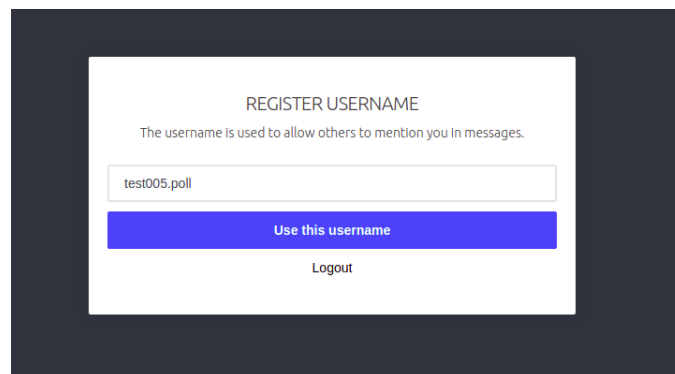 REGISTER USERNAME
The username is used to allow others to mention you in messages.
test005.poll
Use this username
Logout